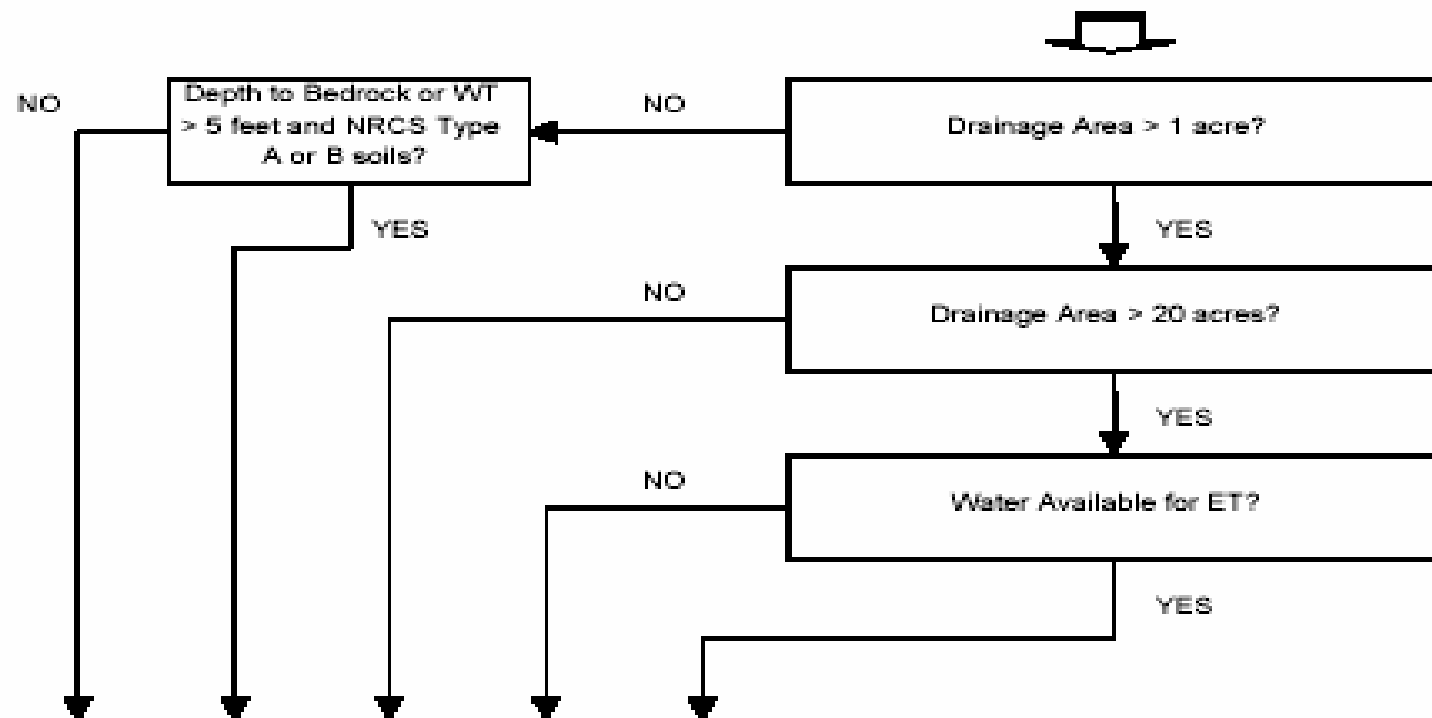 NO
Depth to Bedrock or WT
> 5 feet and NRCS Type
A or B soils?
NO
Drainage Area > 1 acre?
YES
YES
NO
Drainage Area > 20 acres?
YES
NO
Water Available for ET?
YES